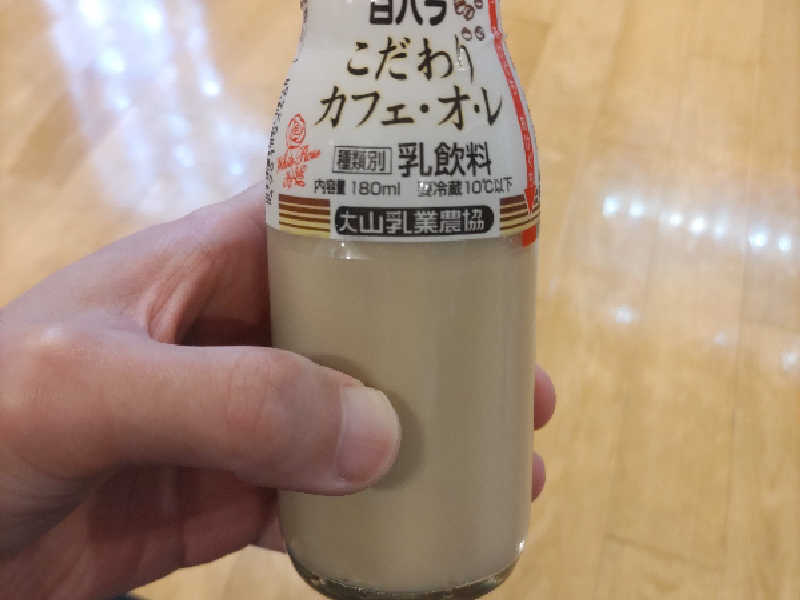 白バラ
こだわり
カフェ・オ・レ
種類別 乳飲料
内容量 180ml 要冷蔵10℃以下
大山乳業農協